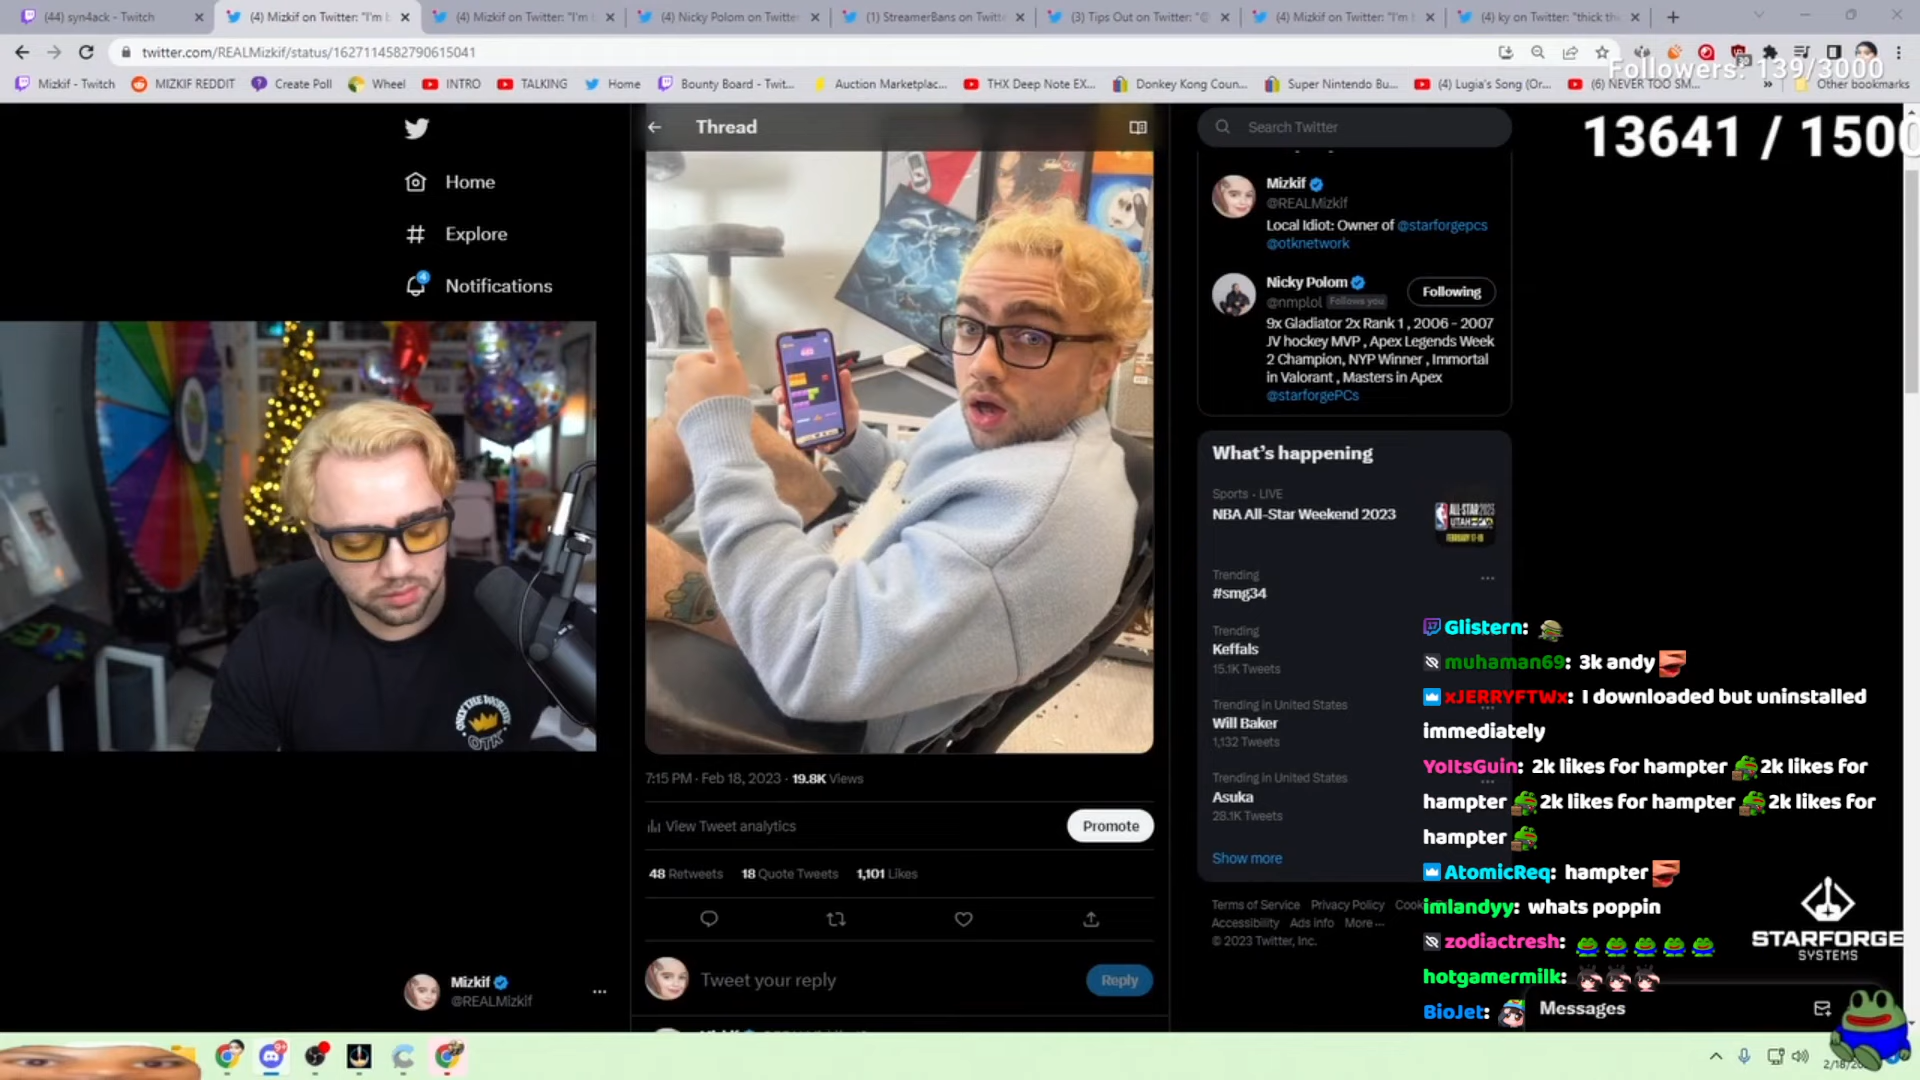 (44) syn4ack - Twitch
(4) Mizkif on Twitter: "I'm b
(4) Mizkif on Twitter: "I'm b
(4) Nicky Polom on Twitter
(1) StreamerBans on Twitt
(3) Tips Out on Twitter: "@
(4) Mizkif on Twitter: "I'm b
(4) ky on Twitter: "thick th
twitter.com/REALMizkif/status/1627114582790615041
Followers: 139/3000
Mizkif - Twitch
MIZKIF REDDIT
Create Poll
Wheel
INTRO
TALKING
Home
Bounty Board - Twit...
Auction Marketplac...
THX Deep Note EX...
Donkey Kong Coun...
Super Nintendo Bu...
(4) Lugia's Song (Or...
(6) NEVER TOO SM...
Other bookmarks
13641 / 1500
Home
Explore
Notifications
4
Thread
Search Twitter
Mizkif
@REALMizkif
Local Idiot: Owner of @starforgepcs
@otknetwork
Nicky Polom
@nmplol Follows you
Following
9x Gladiator 2x Rank 1 , 2006 - 2007
JV hockey MVP , Apex Legends Week
2 Champion, NYP Winner , Immortal
in Valorant , Masters in Apex
@starforgePCs
What's happening
Sports · LIVE
NBA All-Star Weekend 2023
Trending
#smg34
Trending
Keffals
15.1K Tweets
Trending in United States
Will Baker
1,132 Tweets
Trending in United States
Asuka
28.1K Tweets
Show more
Terms of Service Privacy Policy Cook
Accessibility Ads info More ···
© 2023 Twitter, Inc.
ONLY THE WORTHY
OTK
7:15 PM · Feb 18, 2023 · 19.8K Views
View Tweet analytics
Promote
48 Retweets 18 Quote Tweets 1,101 Likes
Tweet your reply
Reply
Mizkif
@REALMizkif
Glistern:
muhaman69: 3k andy
xJERRYFTWx: I downloaded but uninstalled
immediately
YoItsGuin: 2k likes for hampter 2k likes for
hampter 2k likes for hampter 2k likes for
hampter
AtomicReq: hampter
imlandyy: whats poppin
zodiactresh:
hotgamermilk:
BioJet:
Messages
STARFORGE
SYSTEMS